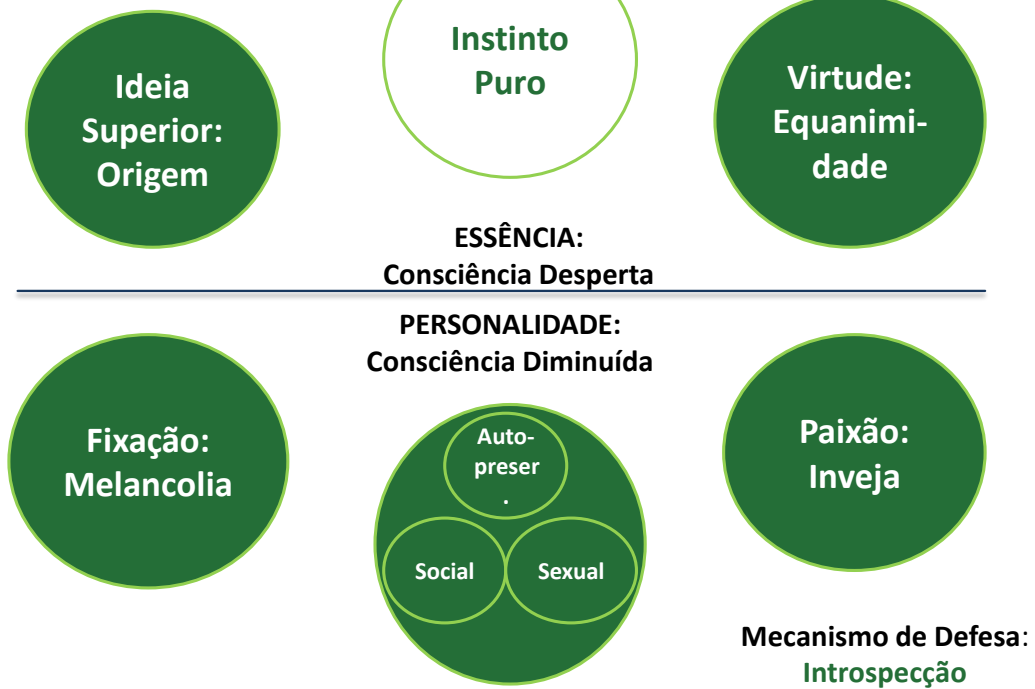 Instinto
Puro
Ideia
Superior:
Origem
Virtude:
Equanimi-
dade
ESSÊNCIA:
Consciência Desperta
PERSONALIDADE:
Consciência Diminuída
Fixação:
Melancolia
Auto-
preser
.
Social
Sexual
Paixão:
Inveja
Mecanismo de Defesa:
Introspecção